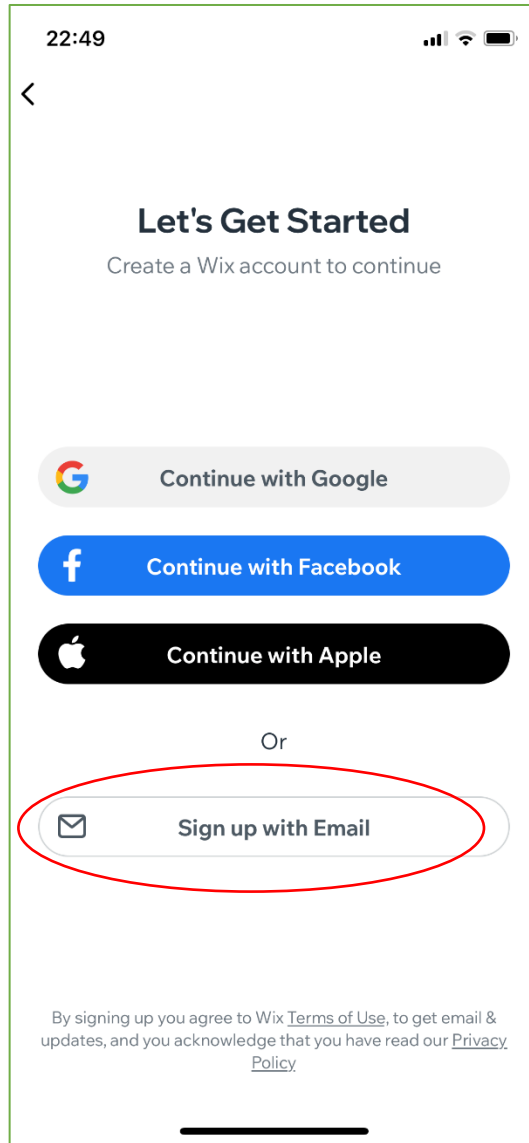 22:49
Let's Get Started
Create a Wix account to continue
Continue with Google
Continue with Facebook
Continue with Apple
Or
Sign up with Email
By signing up you agree to Wix Terms of Use, to get email &
updates, and you acknowledge that you have read our Privacy
Policy